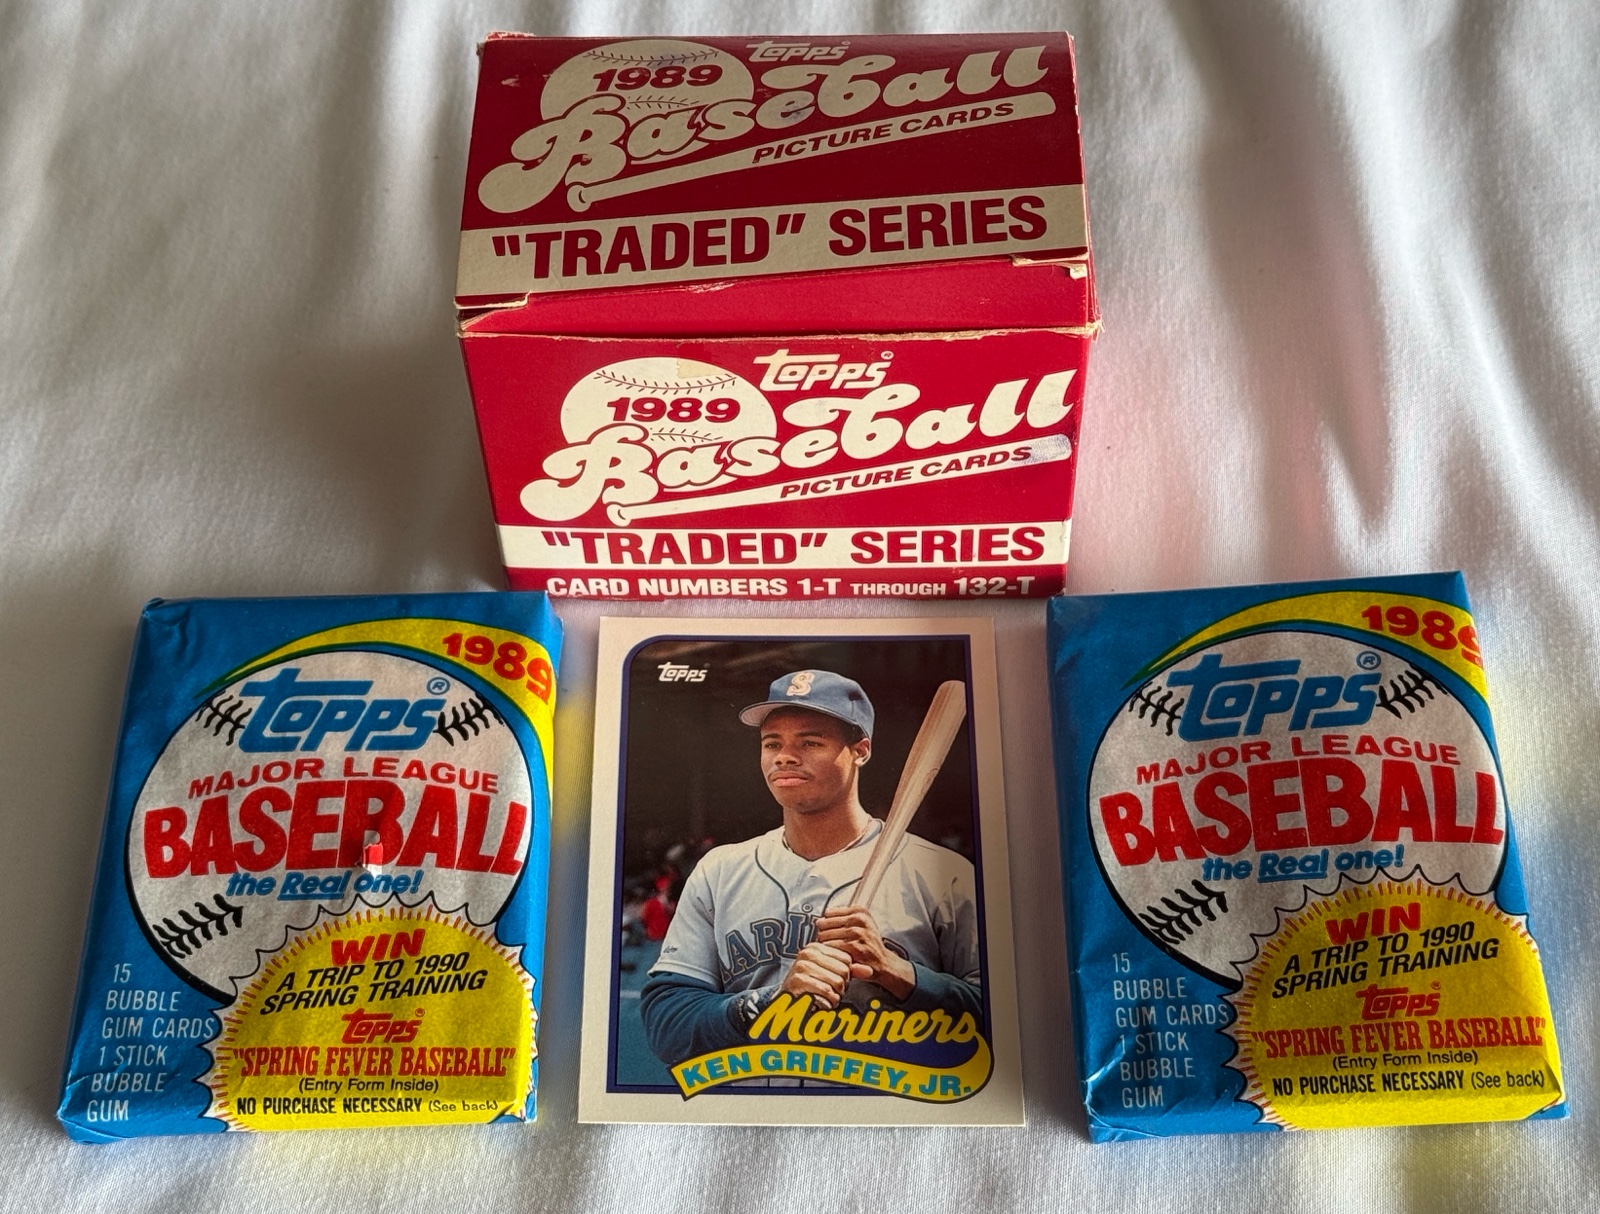 Topps
1989
Baseball
PICTURE CARDS
"TRADED" SERIES
Topps®
1989
Baseball
PICTURE CARDS
"TRADED" SERIES
CARD NUMBERS 1-T THROUGH 132-T
1989
Topps®
MAJOR LEAGUE
BASEBALL
the Real one!
WIN
A TRIP TO 1990
SPRING TRAINING
Topps®
"SPRING FEVER BASEBALL"
(Entry Form Inside)
NO PURCHASE NECESSARY (See back)
15
BUBBLE
GUM CARDS
1 STICK
BUBBLE
GUM
Topps
S
MARINE
Mariners
KEN GRIFFEY, JR.
1989
Topps®
MAJOR LEAGUE
BASEBALL
the Real one!
WIN
A TRIP TO 1990
SPRING TRAINING
Topps®
"SPRING FEVER BASEBALL"
(Entry Form Inside)
NO PURCHASE NECESSARY (See back)
15
BUBBLE
GUM CARDS
1 STICK
BUBBLE
GUM